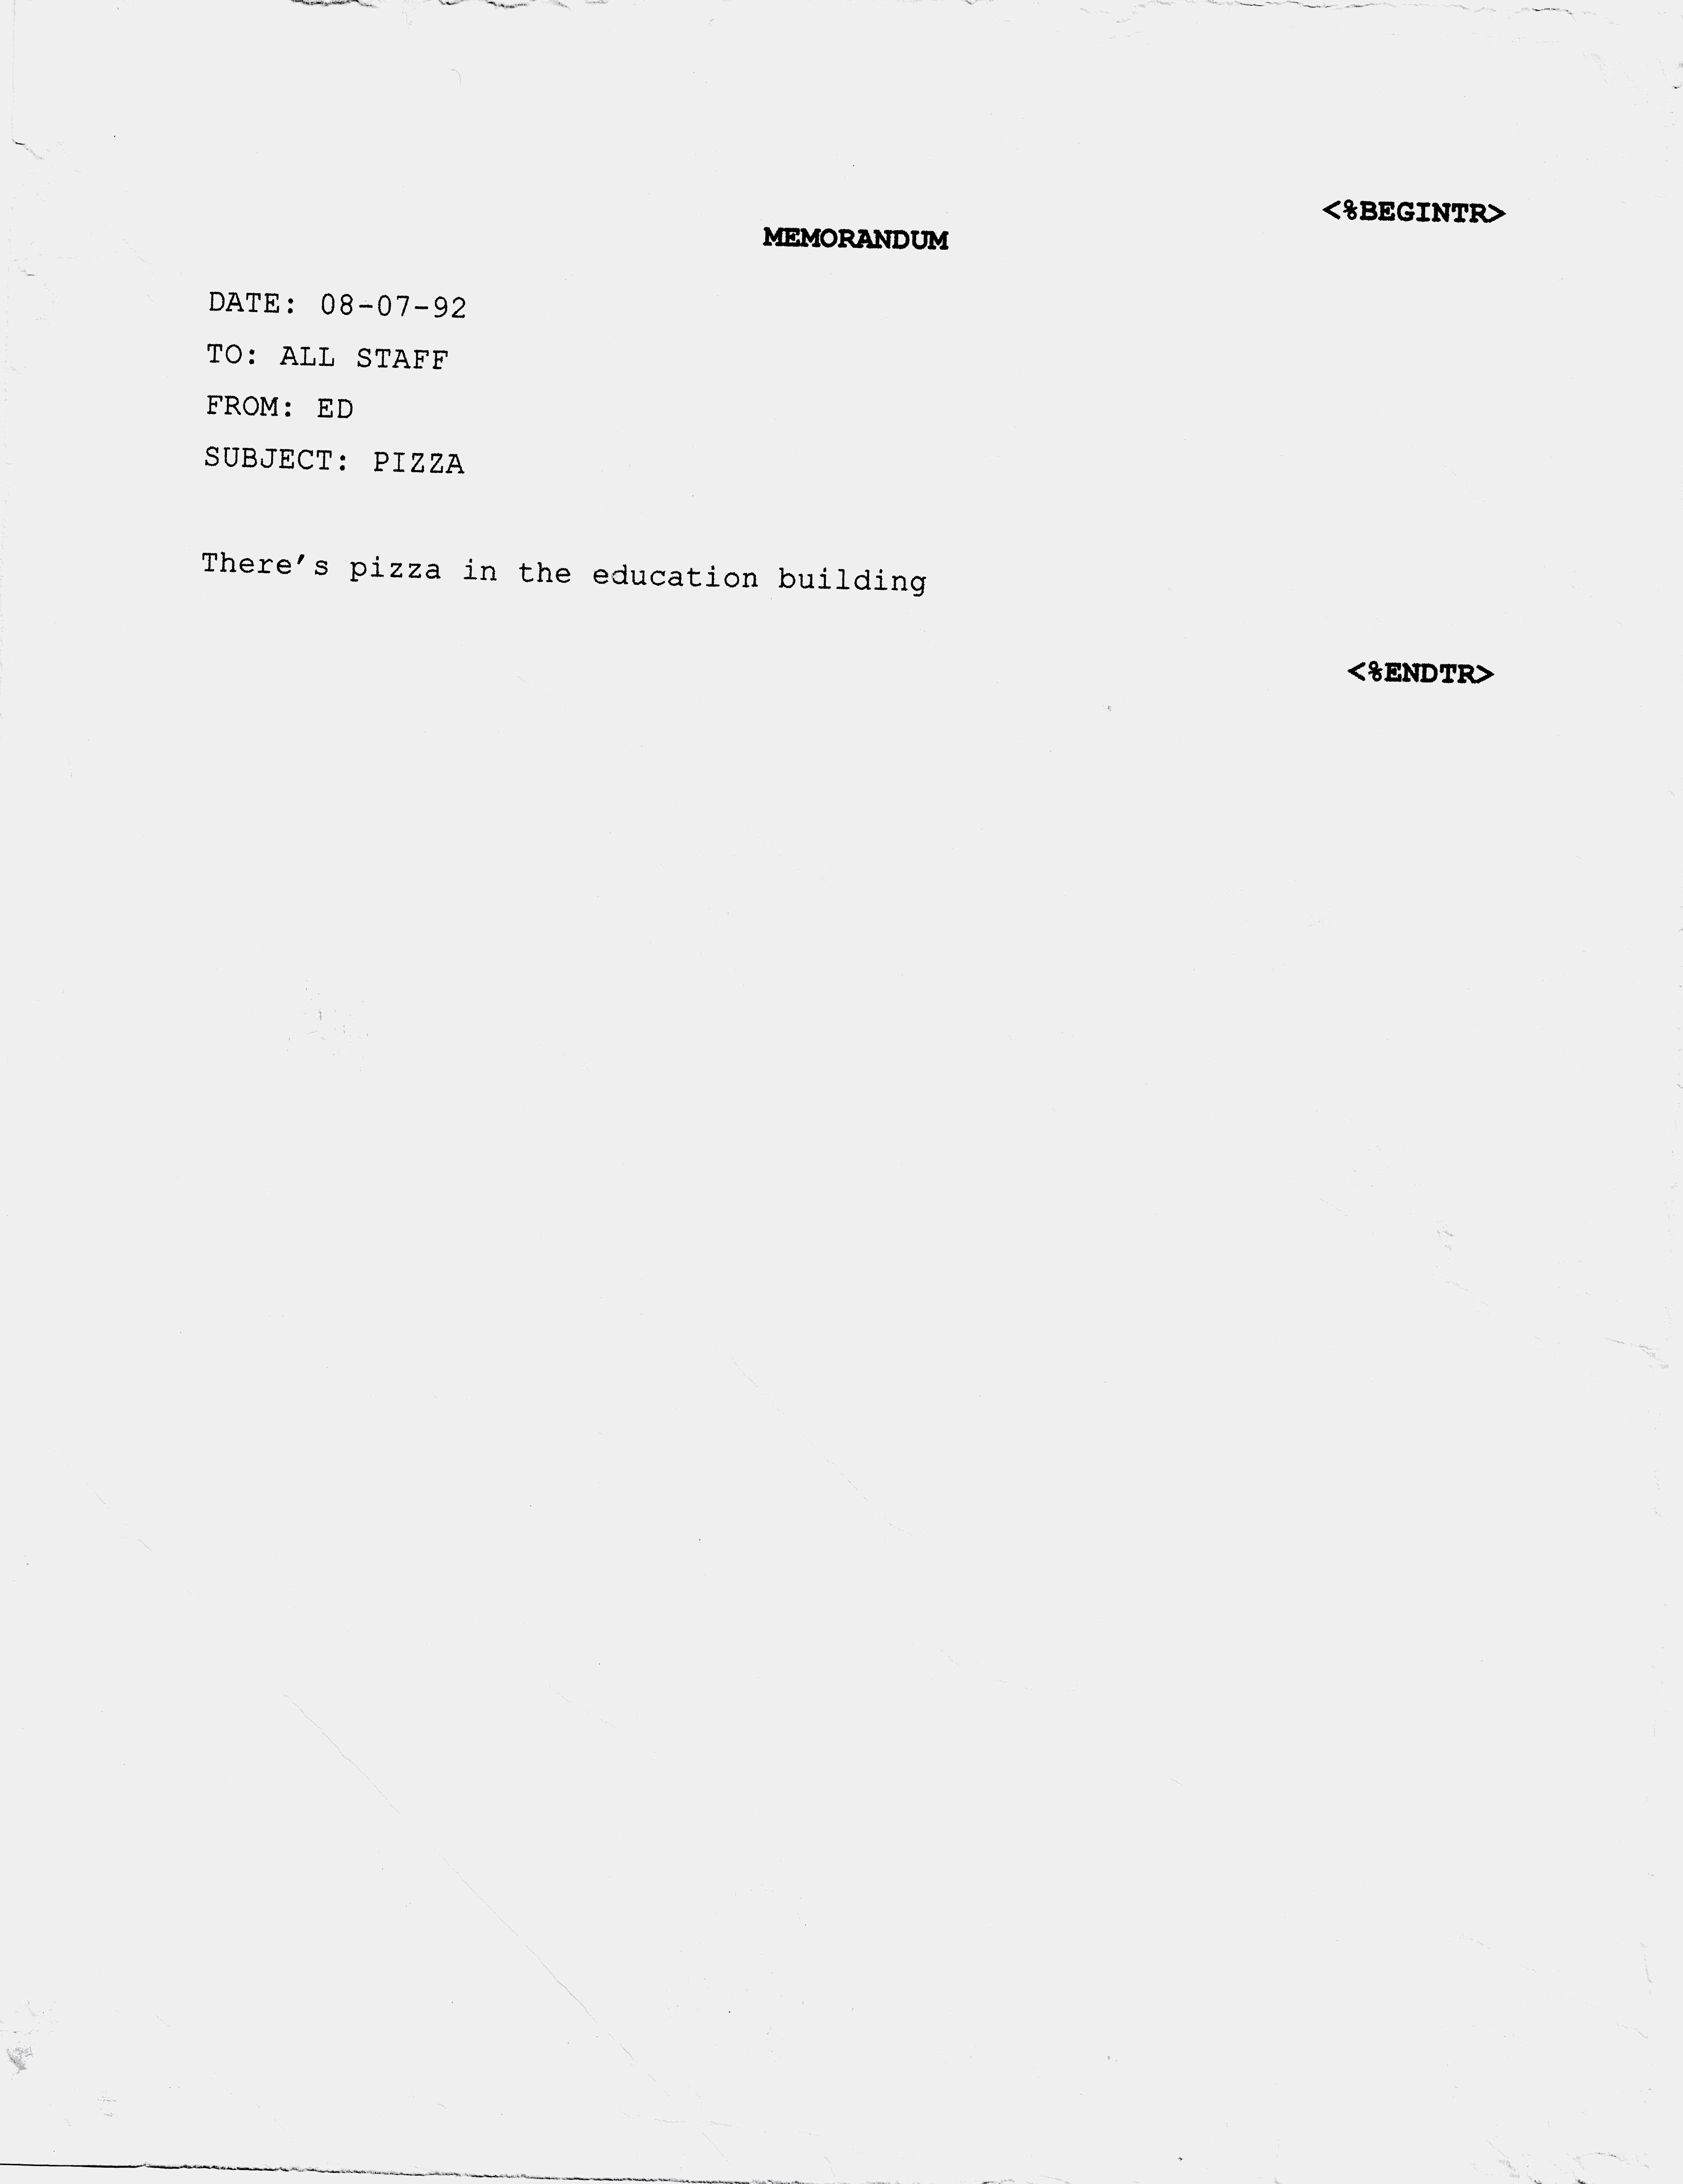 <%BEGINTR>
MEMORANDUM
DATE: 08-07-92
TO: ALL STAFF
FROM: ED
SUBJECT: PIZZA
There's pizza in the education building
<%ENDTR>